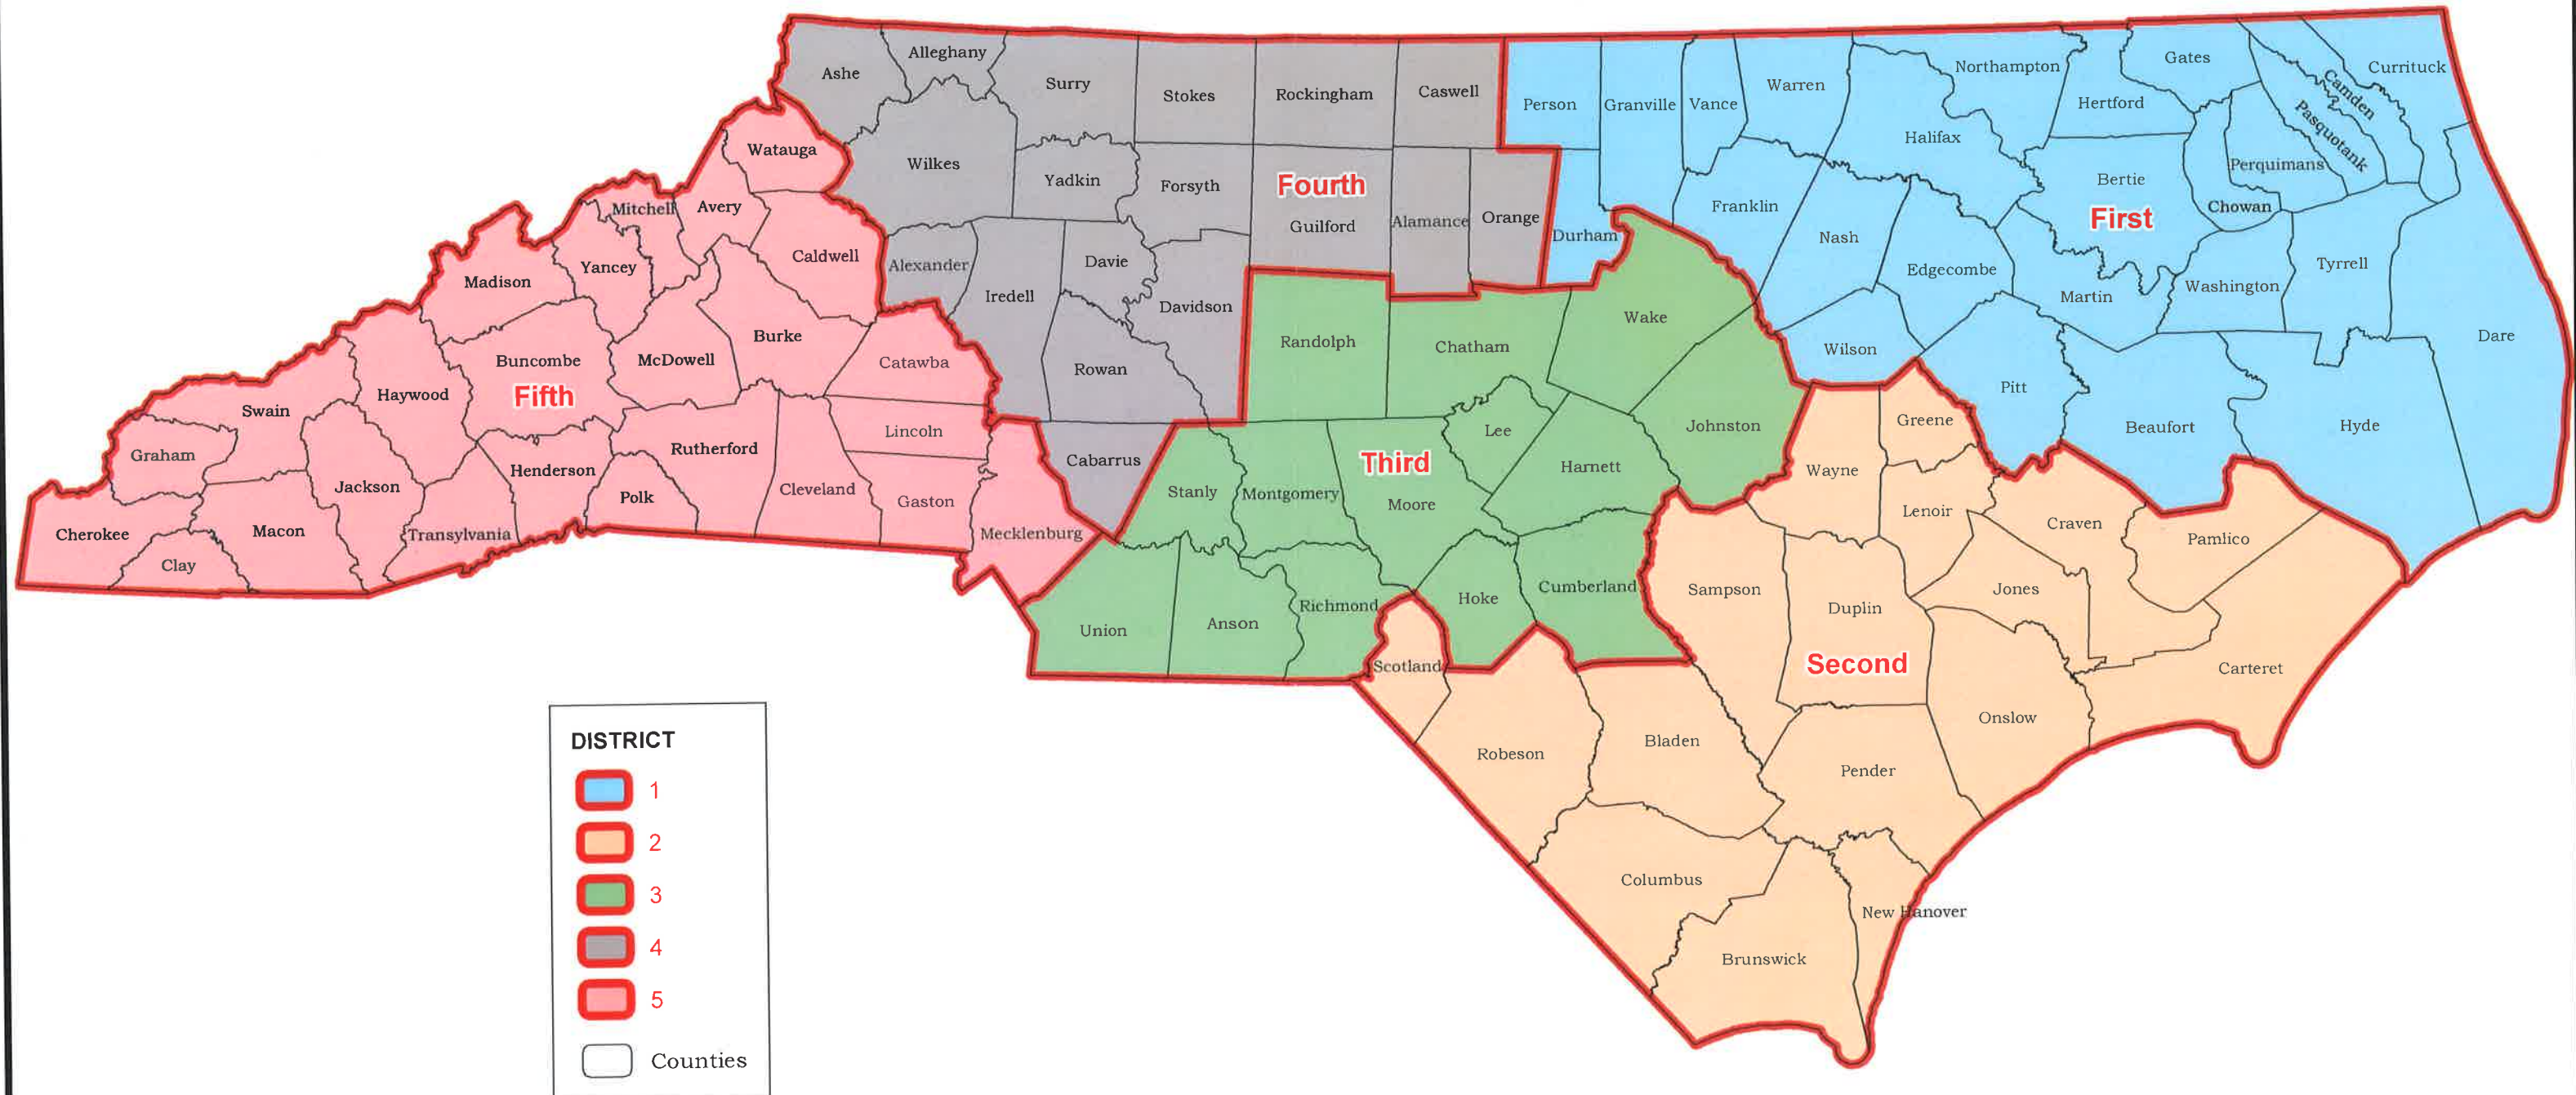 Alleghany
Ashe
Surry
Stokes
Rockingham
Caswell
Person
Granville
Vance
Warren
Northampton
Gates
Currituck
Camden
Hertford
Pasquotank
Halifax
Watauga
Wilkes
Yadkin
Forsyth
Fourth
Guilford
Alamance
Orange
Durham
Franklin
Nash
Edgecombe
Bertie
First
Perquimans
Chowan
Martin
Washington
Tyrrell
Dare
Mitchell
Avery
Caldwell
Alexander
Iredell
Davie
Davidson
Madison
Yancey
Buncombe
Fifth
McDowell
Burke
Catawba
Rowan
Randolph
Chatham
Wake
Wilson
Pitt
Beaufort
Hyde
Swain
Haywood
Graham
Jackson
Henderson
Polk
Rutherford
Cleveland
Lincoln
Gaston
Cabarrus
Stanly
Montgomery
Third
Moore
Lee
Harnett
Johnston
Wayne
Greene
Lenoir
Craven
Pamlico
Cherokee
Clay
Macon
Transylvania
Mecklenburg
Union
Anson
Richmond
Scotland
Hoke
Cumberland
Sampson
Duplin
Second
Jones
Onslow
Carteret
Robeson
Bladen
Pender
Columbus
New Hanover
Brunswick
DISTRICT
1
2
3
4
5
Counties